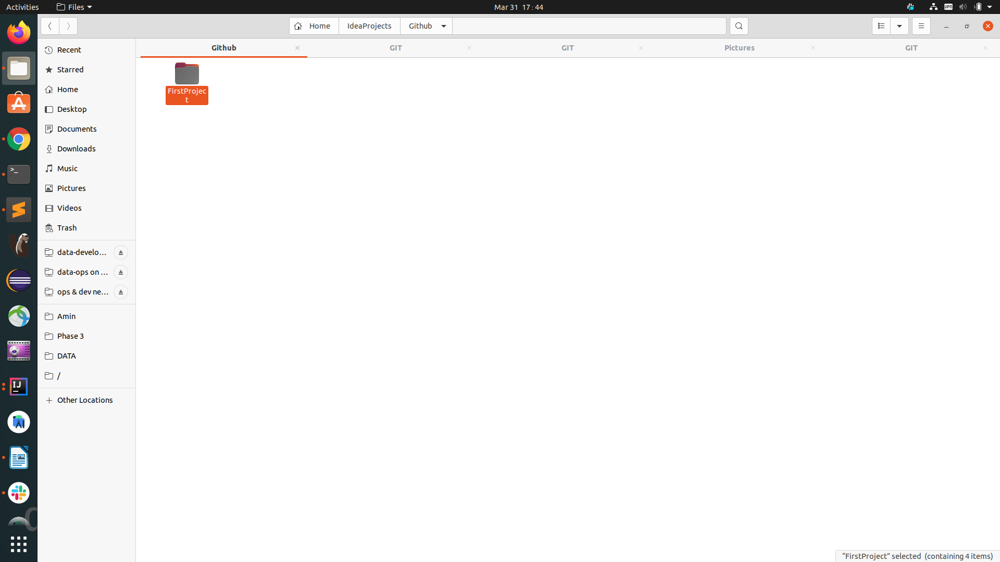 Activities
Files
Mar 31 17:44
VPN
Home
IdeaProjects
Github
Github
GIT
GIT
Pictures
GIT
Recent
Starred
Home
Desktop
Documents
Downloads
Music
Pictures
Videos
Trash
data-develo…
data-ops on …
ops & dev ne…
Amin
Phase 3
DATA
/
Other Locations
FirstProjec
t
>_
IJ
“FirstProject” selected (containing 4 items)